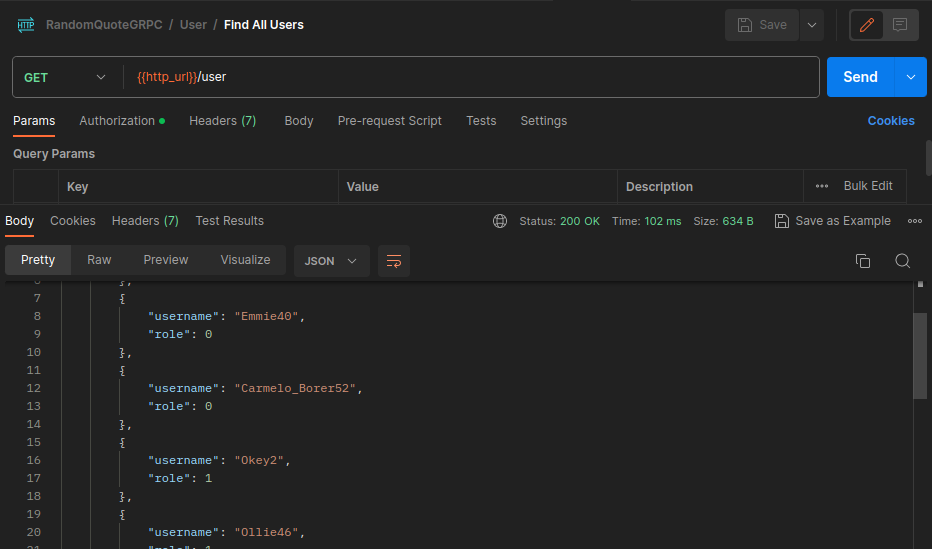 HTTP RandomQuoteGRPC / User / Find All Users Save
GET {{http_url}}/user Send
Params Authorization Headers (7) Body Pre-request Script Tests Settings Cookies
Query Params
Key Value Description ••• Bulk Edit
Body Cookies Headers (7) Test Results Status: 200 OK Time: 102 ms Size: 634 B Save as Example •••
Pretty Raw Preview Visualize JSON
6 },
7 {
8 "username": "Emmie40",
9 "role": 0
10 },
11 {
12 "username": "Carmelo_Borer52",
13 "role": 0
14 },
15 {
16 "username": "Okey2",
17 "role": 1
18 },
19 {
20 "username": "Ollie46",
21 "role": 1